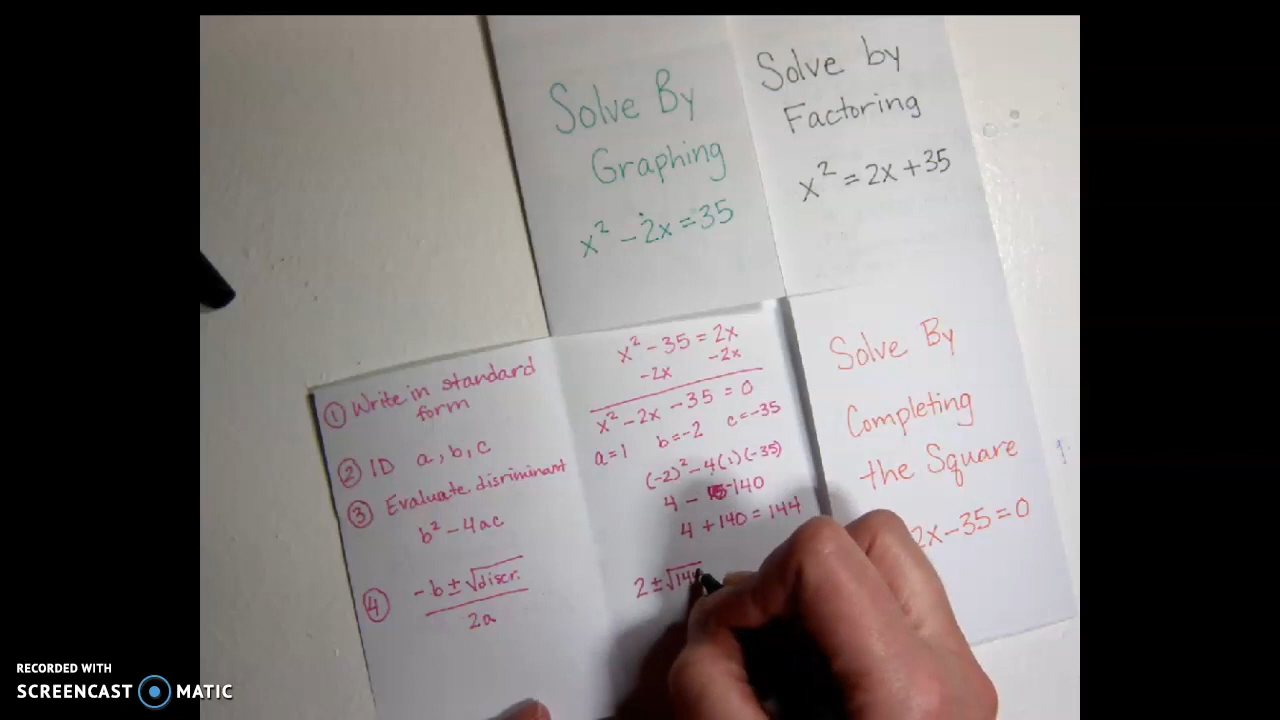 Solve By
Graphing
x² - 2x = 35
Solve by
Factoring
x² = 2x + 35
① Write in standard
form
② ID a, b, c
③ Evaluate disriminant
b² - 4ac
④ -b ± √discr.
2a
x² - 35 = 2x
-2x -2x
x² - 2x - 35 = 0
a = 1 b = -2 c = -35
(-2)² - 4(1)(-35)
4 - -140
4 + 140 = 144
2 ± √144
Solve By
Completing
the Square
2x - 35 = 0
RECORDED WITH
SCREENCAST MATIC